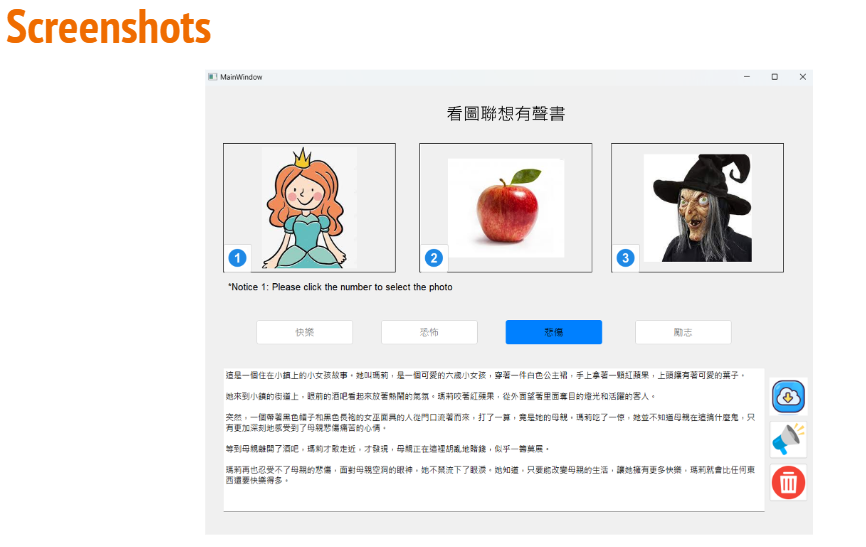 Screenshots
MainWindow
看圖聯想有聲書
1
2
3
*Notice 1: Please click the number to select the photo
快樂
恐怖
悲傷
勵志
這是一個住在小鎮上的小女孩故事。她叫瑪莉，是一個可愛的六歲小女孩，穿著一件白色公主裙，手上拿著一顆紅蘋果，上頭鑲有著可愛的葉子。
她來到小鎮的街道上，眼前的酒吧看起來放著熱鬧的氣氛。瑪莉咬著紅蘋果，從外面望著里面奪目的燈光和活躍的客人。
突然，一個帶著黑色帽子和黑色長袍的女巫面具的人從門口流著而來，打了一算，竟是她的母親。瑪莉吃了一惊，她並不知道母親在這搞什麼鬼，只
有更加深刻地感受到了母親悲傷痛苦的心情。
等到母親離開了酒吧，瑪莉才敢走近，才發現，母親正在這裡胡亂地賭錢，似乎一籌莫展。
瑪莉再也忍受不了母親的悲傷，面對母親空洞的眼神，她不禁流下了眼淚。她知道，只要能改變母親的生活，讓她擁有更多快樂，瑪莉就會比任何東
西還要快樂得多。